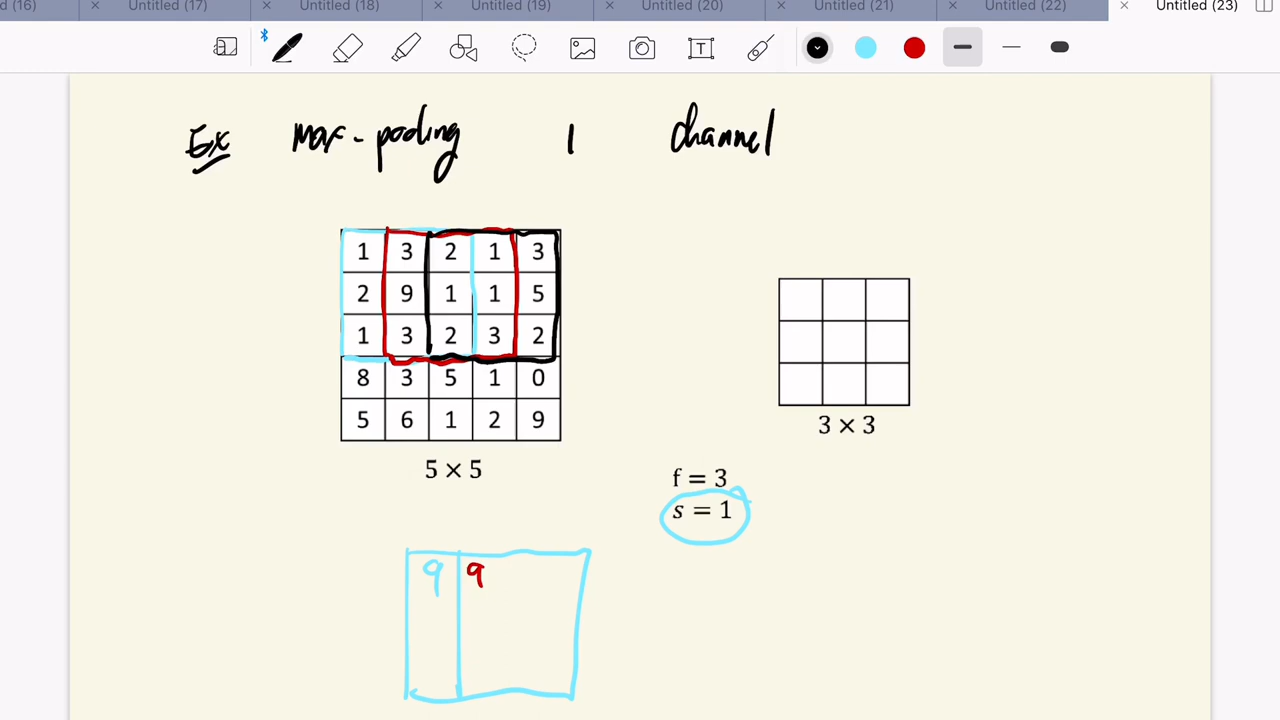 d (16) Untitled (17) Untitled (18) Untitled (19) Untitled (20) Untitled (21) Untitled (22) Untitled (23)
Ex max-pooling 1 channel
1 3 2 1 3
2 9 1 1 5
1 3 2 3 2
8 3 5 1 0
5 6 1 2 9
5 × 5
3 × 3
f = 3
s = 1
9 9